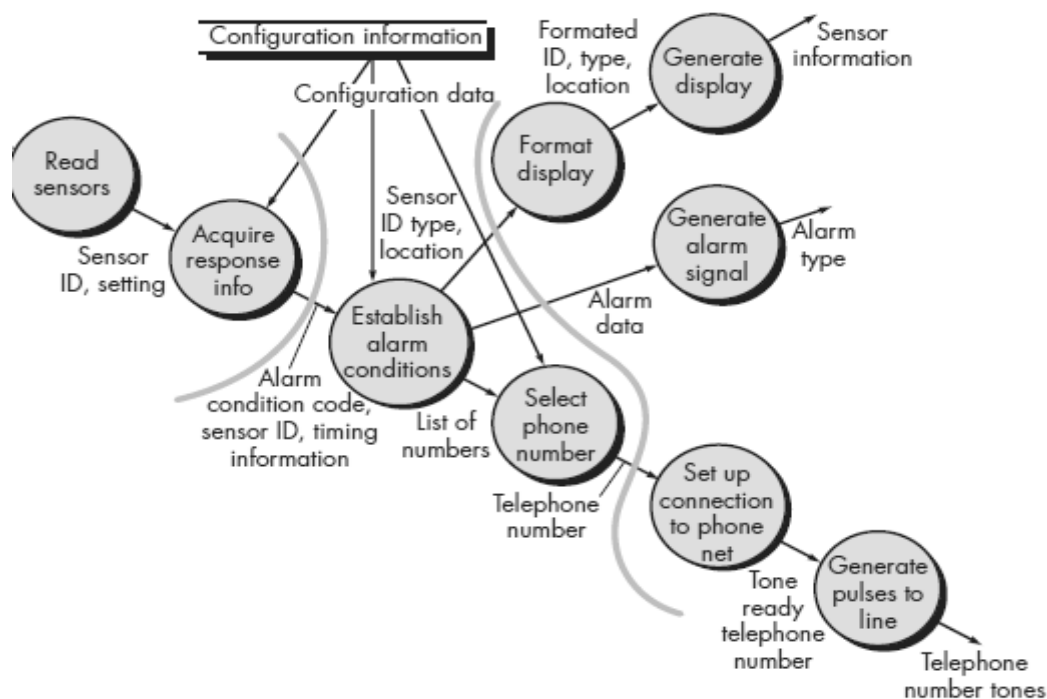 Configuration information
Configuration data
Formated
ID, type,
location
Generate
display
Sensor
information
Read
sensors
Format
display
Sensor
ID, setting
Acquire
response
info
Sensor
ID type,
location
Generate
alarm
signal
Alarm
type
Establish
alarm
conditions
Alarm
data
Alarm
condition code,
sensor ID, timing
information
List of
numbers
Select
phone
number
Telephone
number
Set up
connection
to phone
net
Tone
ready
telephone
number
Generate
pulses to
line
Telephone
number tones